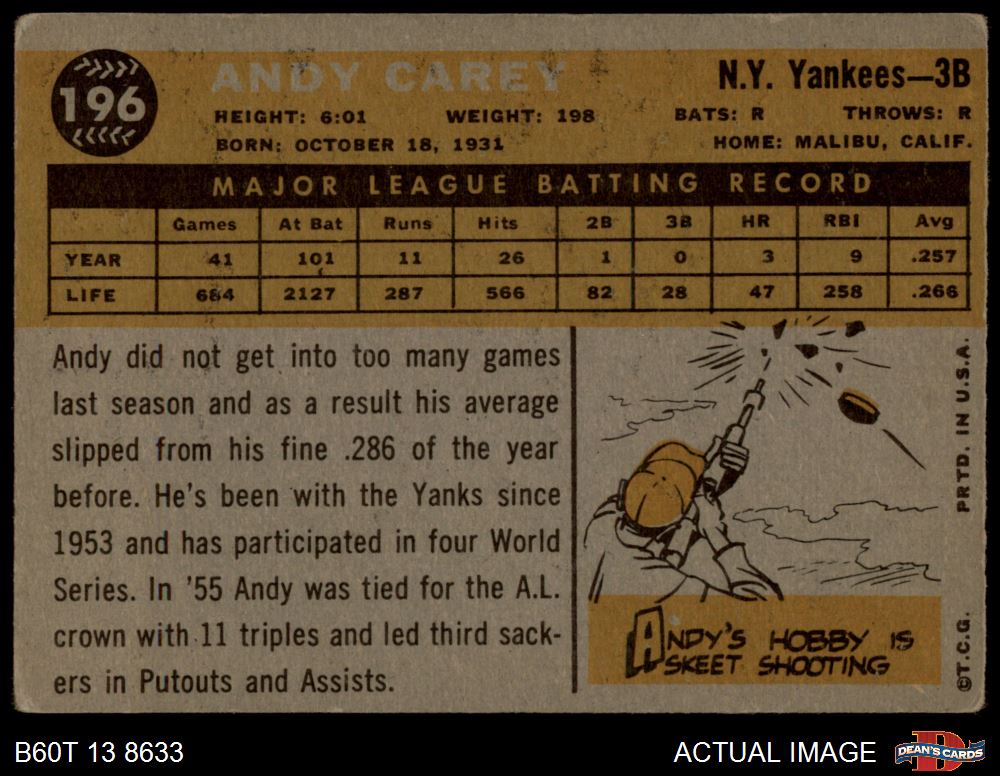 196
ANDY CAREY
N.Y. Yankees—3B
HEIGHT: 6:01 WEIGHT: 198 BATS: R THROWS: R
BORN: OCTOBER 18, 1931 HOME: MALIBU, CALIF.
MAJOR LEAGUE BATTING RECORD
Games At Bat Runs Hits 2B 3B HR RBI Avg
YEAR 41 101 11 26 1 0 3 9 .257
LIFE 684 2127 287 566 82 28 47 258 .266
Andy did not get into too many games
last season and as a result his average
slipped from his fine .286 of the year
before. He's been with the Yanks since
1953 and has participated in four World
Series. In '55 Andy was tied for the A.L.
crown with 11 triples and led third sack-
ers in Putouts and Assists.
ANDY'S HOBBY IS
SKEET SHOOTING
PRTD. IN U.S.A.
©T.C.G.
B60T 13 8633
ACTUAL IMAGE
D
DEAN'S CARDS